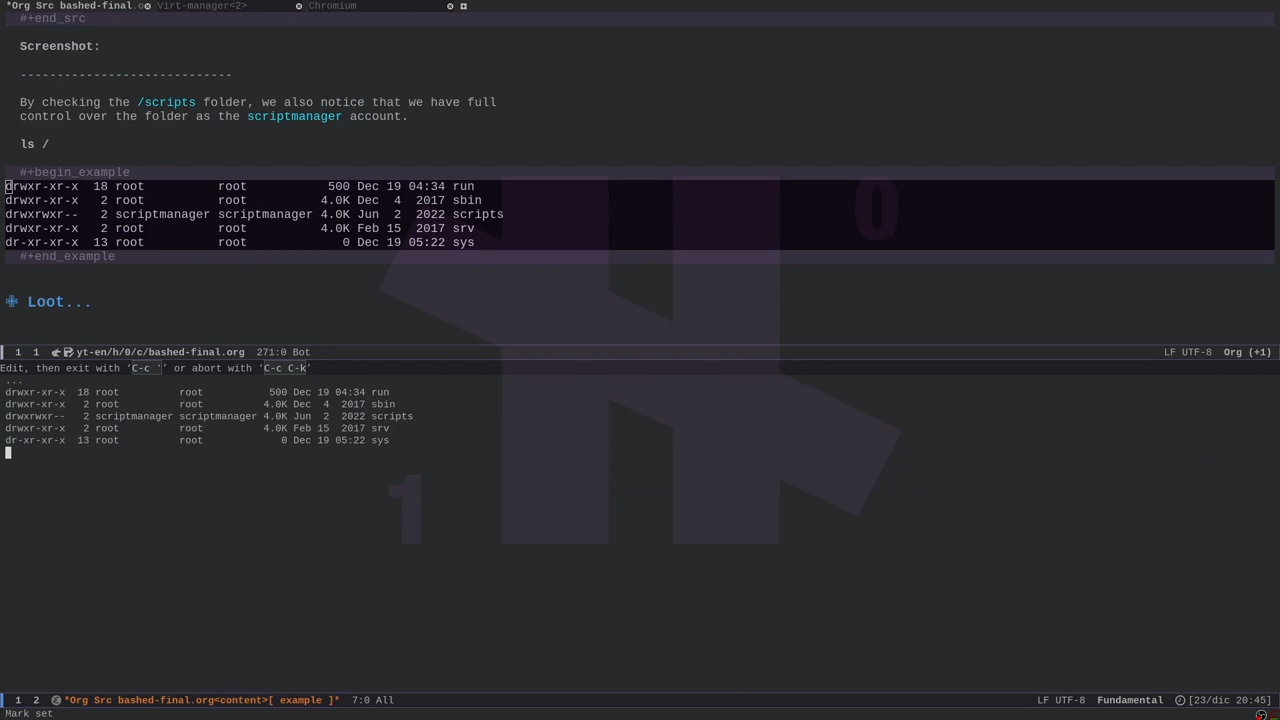 *Org Src bashed-final.o Virt-manager<2> Chromium
#+end_src
Screenshot:
-----------------------------
By checking the /scripts folder, we also notice that we have full
control over the folder as the scriptmanager account.
ls /
#+begin_example
drwxr-xr-x  18 root          root           500 Dec 19 04:34 run
drwxr-xr-x   2 root          root          4.0K Dec  4  2017 sbin
drwxrwxr--   2 scriptmanager scriptmanager 4.0K Jun  2  2022 scripts
drwxr-xr-x   2 root          root          4.0K Feb 15  2017 srv
dr-xr-xr-x  13 root          root             0 Dec 19 05:22 sys
#+end_example
Loot...
1 1 yt-en/h/0/c/bashed-final.org 271:0 Bot LF UTF-8 Org (+1)
Edit, then exit with ‘C-c '’ or abort with ‘C-c C-k’
...
drwxr-xr-x  18 root          root           500 Dec 19 04:34 run
drwxr-xr-x   2 root          root          4.0K Dec  4  2017 sbin
drwxrwxr--   2 scriptmanager scriptmanager 4.0K Jun  2  2022 scripts
drwxr-xr-x   2 root          root          4.0K Feb 15  2017 srv
dr-xr-xr-x  13 root          root             0 Dec 19 05:22 sys
0
1
1 2 *Org Src bashed-final.org<content>[ example ]* 7:0 All LF UTF-8 Fundamental [23/dic 20:45]
Mark set